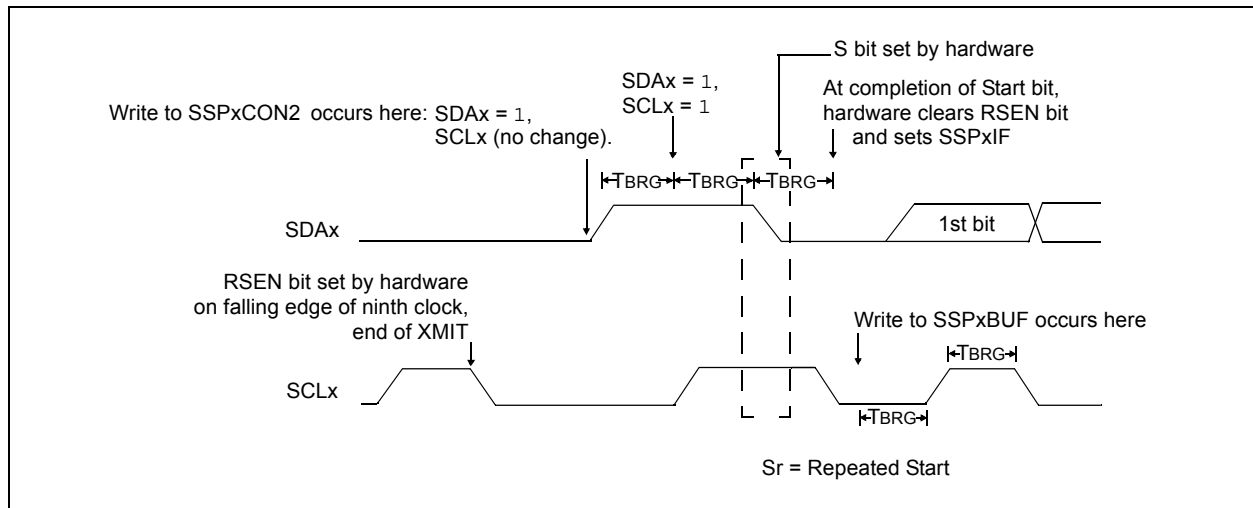 S bit set by hardware
SDAx = 1,
SCLx = 1
At completion of Start bit,
hardware clears RSEN bit
and sets SSPxIF
Write to SSPxCON2 occurs here: SDAx = 1,
SCLx (no change).
TBRG TBRG TBRG
SDAx
1st bit
RSEN bit set by hardware
on falling edge of ninth clock,
end of XMIT
Write to SSPxBUF occurs here
TBRG
SCLx
TBRG
Sr = Repeated Start